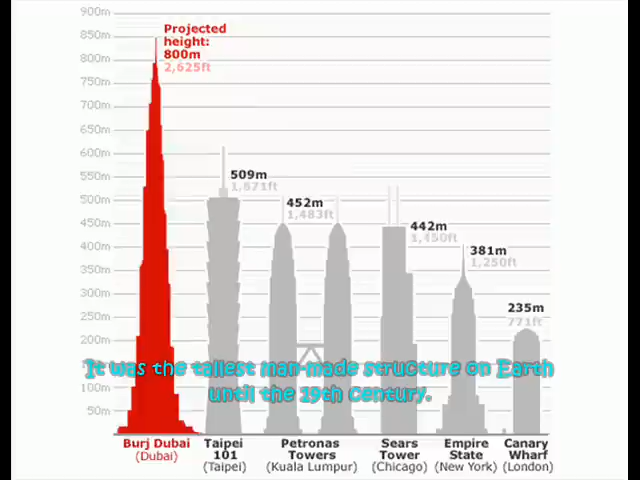 900m
850m
800m
750m
700m
650m
600m
550m
500m
450m
400m
350m
300m
250m
200m
100m
50m
Projected
height:
800m
2,625ft
509m
1,671ft
452m
1,483ft
442m
1,450ft
381m
1,250ft
235m
771ft
It was the tallest man-made structure on Earth
until the 19th Century.
Burj Dubai
(Dubai)
Taipei
101
(Taipei)
Petronas
Towers
(Kuala Lumpur)
Sears
Tower
(Chicago)
Empire
State
(New York)
Canary
Wharf
(London)